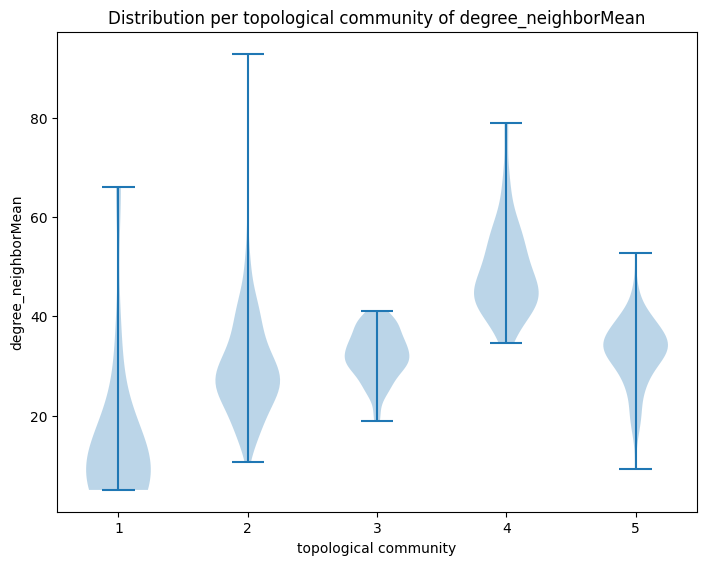 Distribution per topological community of degree_neighborMean
degree_neighborMean
80
60
40
20
1 2 3 4 5
topological community